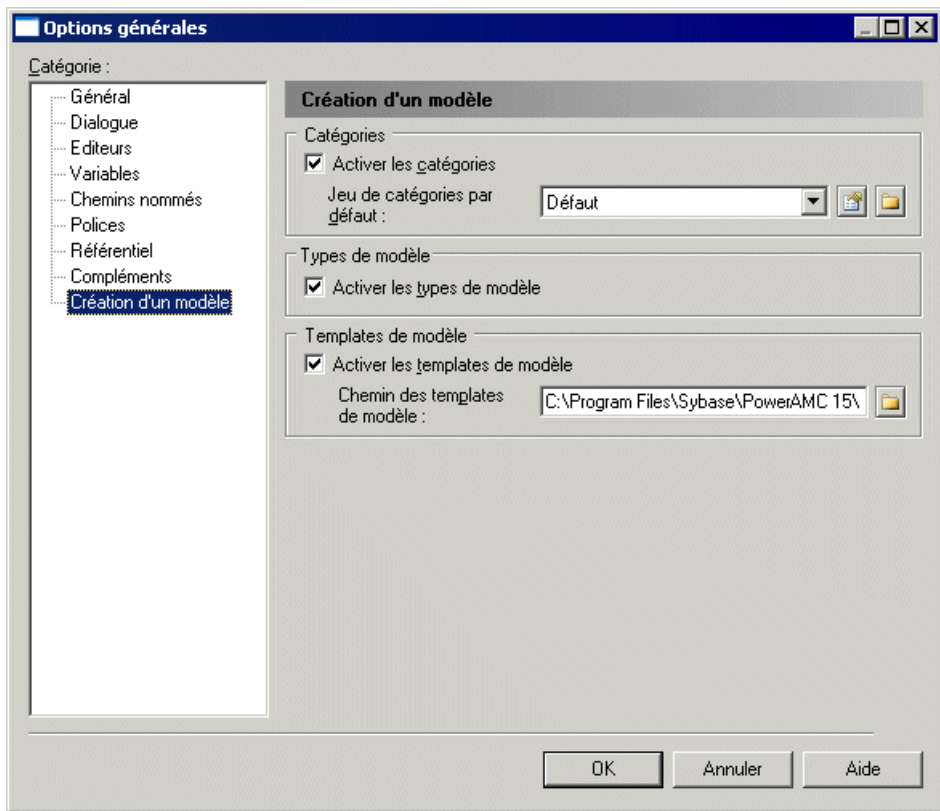 Options générales
Catégorie :
Général
Dialogue
Editeurs
Variables
Chemins nommés
Polices
Référentiel
Compléments
Création d'un modèle
Création d'un modèle
Catégories
Activer les catégories
Jeu de catégories par
défaut :
Défaut
Types de modèle
Activer les types de modèle
Templates de modèle
Activer les templates de modèle
Chemin des templates
de modèle :
C:\Program Files\Sybase\PowerAMC 15\
OK
Annuler
Aide